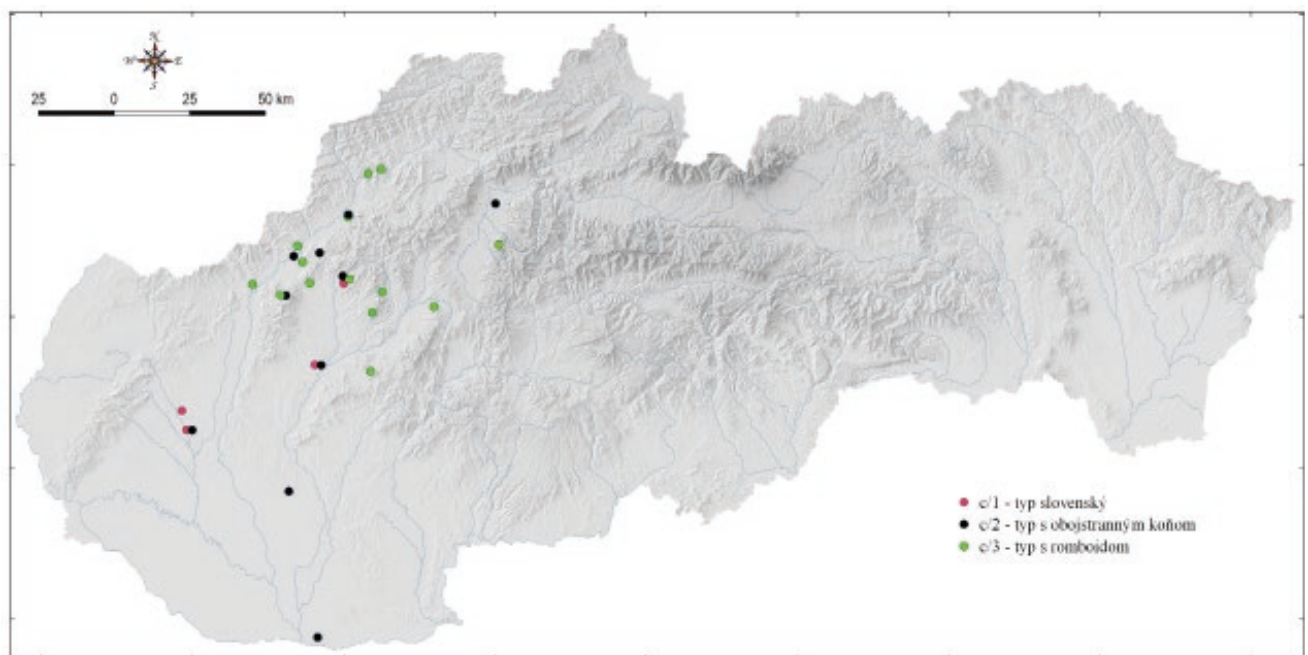 N
W E
S
25 0 25 50 km
c/1 - typ slovenský
c/2 - typ s obojstranným koňom
c/3 - typ s romboidom